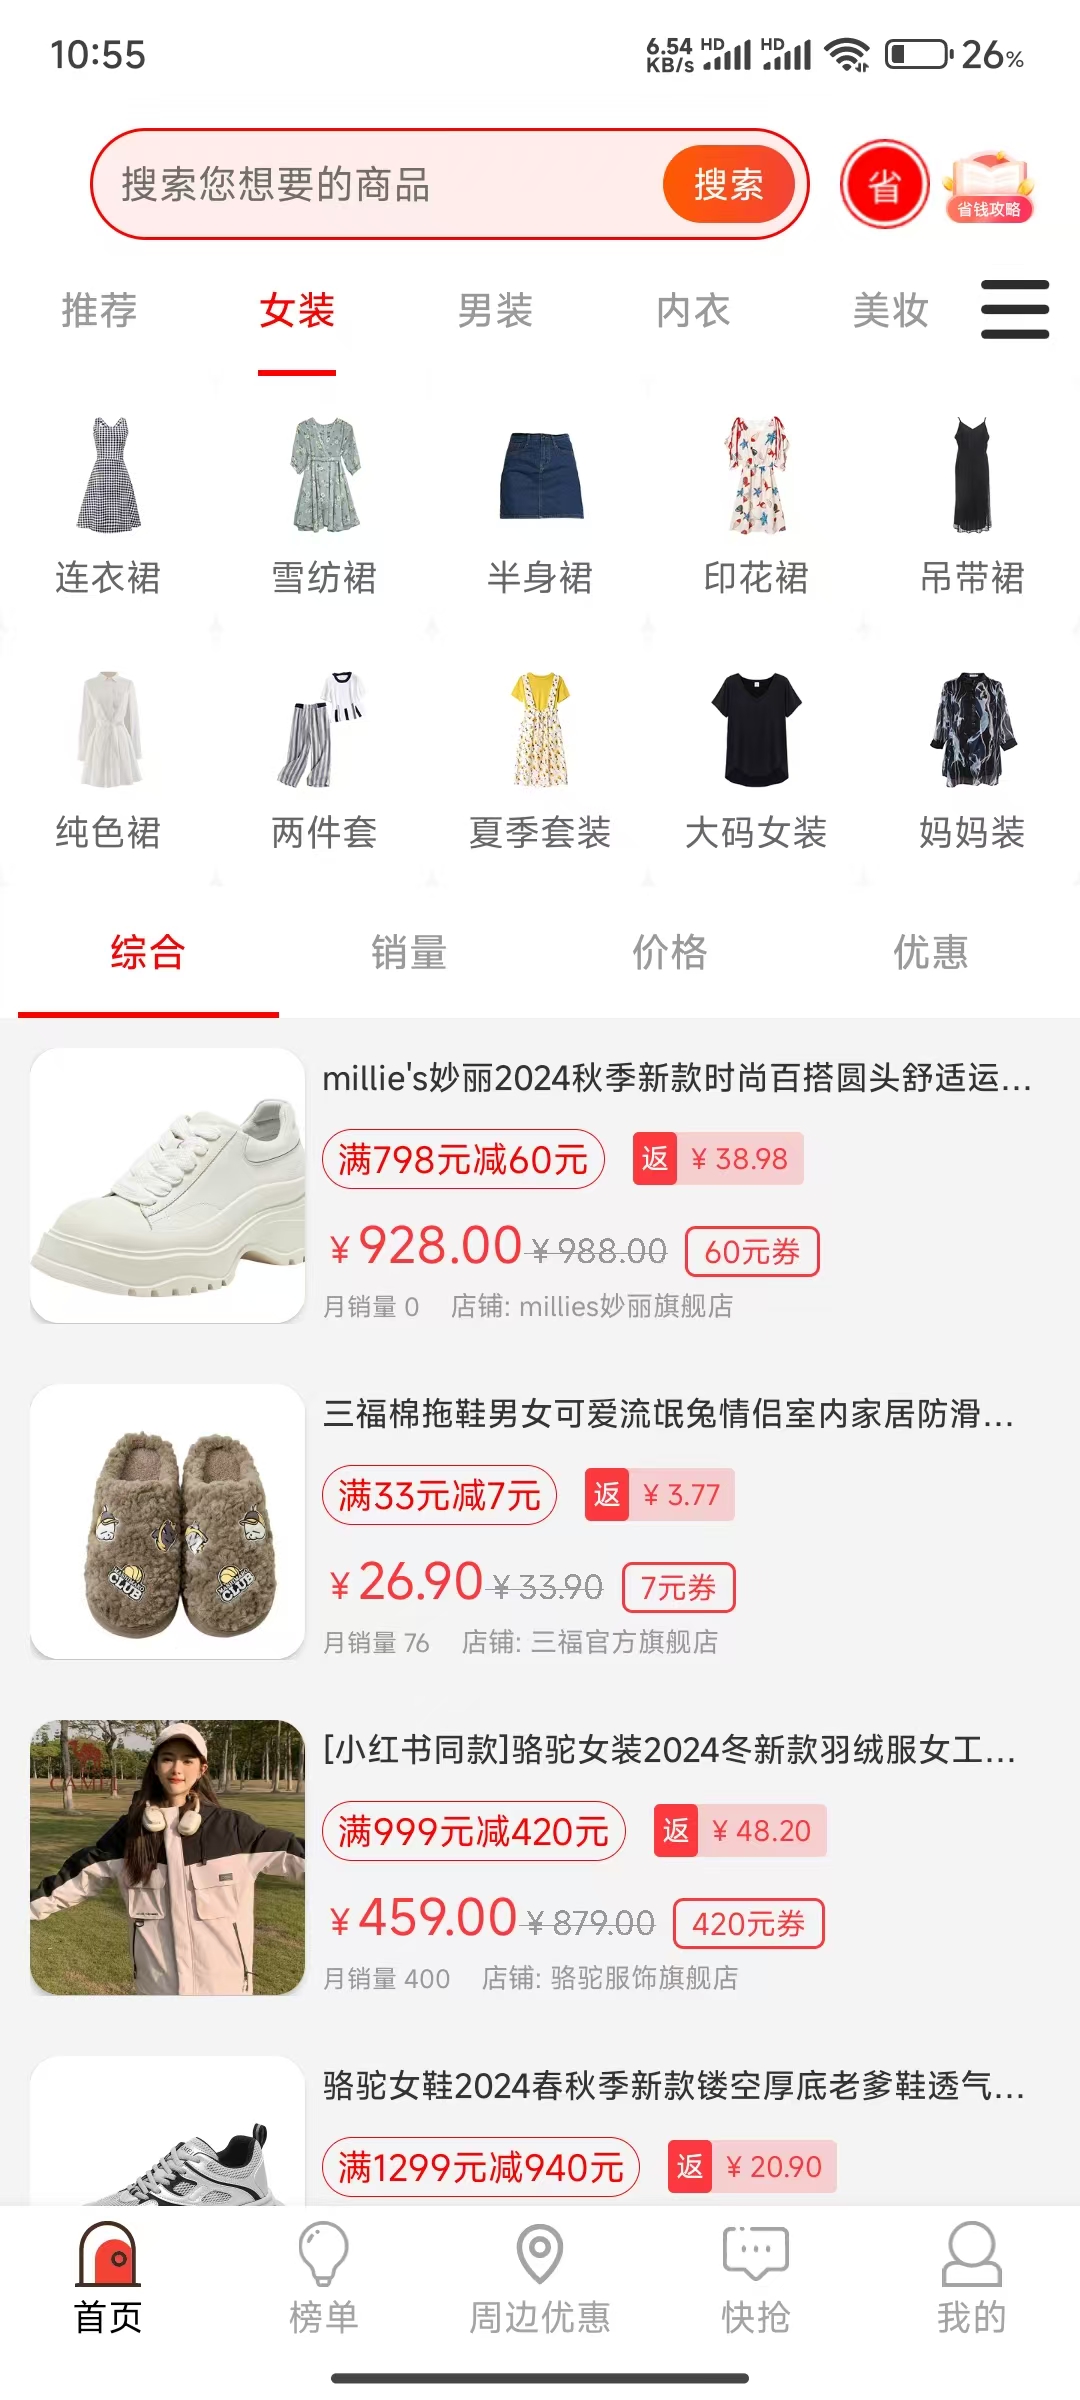 10:55
6.54 KB/s HD HD 26%
搜索您想要的商品 搜索 省 省钱攻略
推荐 女装 男装 内衣 美妆
连衣裙 雪纺裙 半身裙 印花裙 吊带裙
纯色裙 两件套 夏季套装 大码女装 妈妈装
综合 销量 价格 优惠
millie's妙丽2024秋季新款时尚百搭圆头舒适运...
满798元减60元 返 ¥ 38.98
¥928.00 ¥988.00 60元券
月销量 0 店铺: millies妙丽旗舰店
三福棉拖鞋男女可爱流氓兔情侣室内家居防滑...
满33元减7元 返 ¥ 3.77
¥26.90 ¥33.90 7元券
月销量 76 店铺: 三福官方旗舰店
CLUB CLUB
[小红书同款]骆驼女装2024冬新款羽绒服女工...
满999元减420元 返 ¥ 48.20
¥459.00 ¥879.00 420元券
月销量 400 店铺: 骆驼服饰旗舰店
CAMEL
骆驼女鞋2024春秋季新款镂空厚底老爹鞋透气...
满1299元减940元 返 ¥ 20.90
首页 榜单 周边优惠 快抢 我的